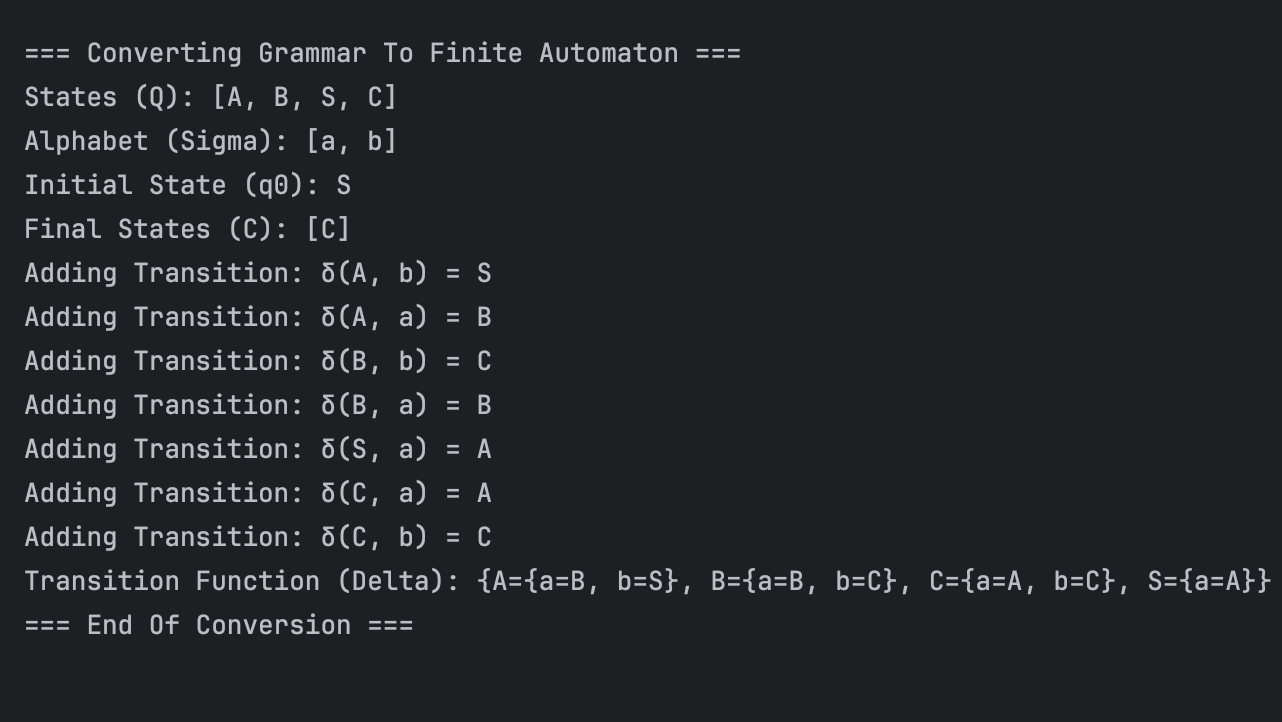 === Converting Grammar To Finite Automaton ===
States (Q): [A, B, S, C]
Alphabet (Sigma): [a, b]
Initial State (q0): S
Final States (C): [C]
Adding Transition: δ(A, b) = S
Adding Transition: δ(A, a) = B
Adding Transition: δ(B, b) = C
Adding Transition: δ(B, a) = B
Adding Transition: δ(S, a) = A
Adding Transition: δ(C, a) = A
Adding Transition: δ(C, b) = C
Transition Function (Delta): {A={a=B, b=S}, B={a=B, b=C}, C={a=A, b=C}, S={a=A}}
=== End Of Conversion ===